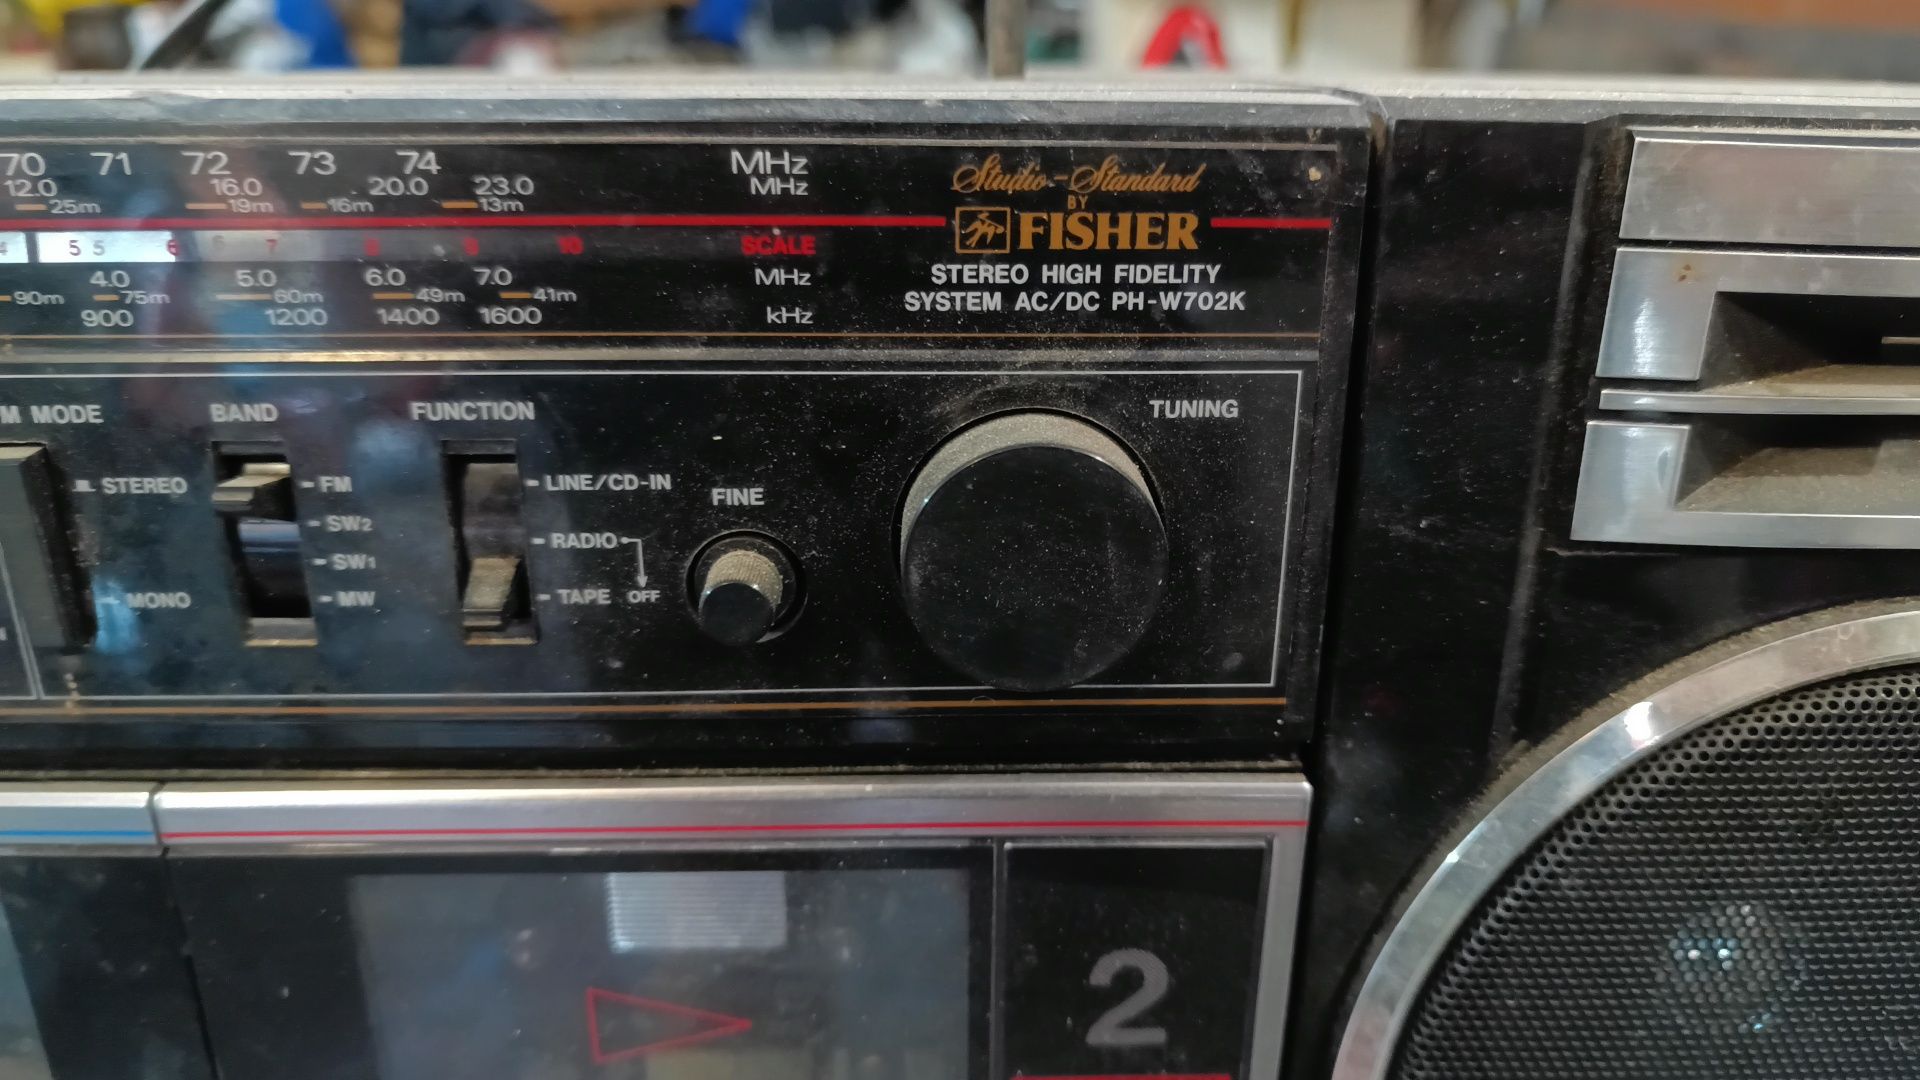 70 71 72 73 74 MHz
12.0 16.0 20.0 23.0 MHz
25m 19m 16m 13m
Studio-Standard
BY
FISHER
5 5 6 6 7 8 9 10 SCALE
4.0 5.0 6.0 7.0 MHz
90m 75m 60m 49m 41m
900 1200 1400 1600 kHz
STEREO HIGH FIDELITY
SYSTEM AC/DC PH-W702K
M MODE
STEREO
MONO
BAND
FM
SW2
SW1
MW
FUNCTION
LINE/CD-IN
RADIO
TAPE OFF
FINE
TUNING
2